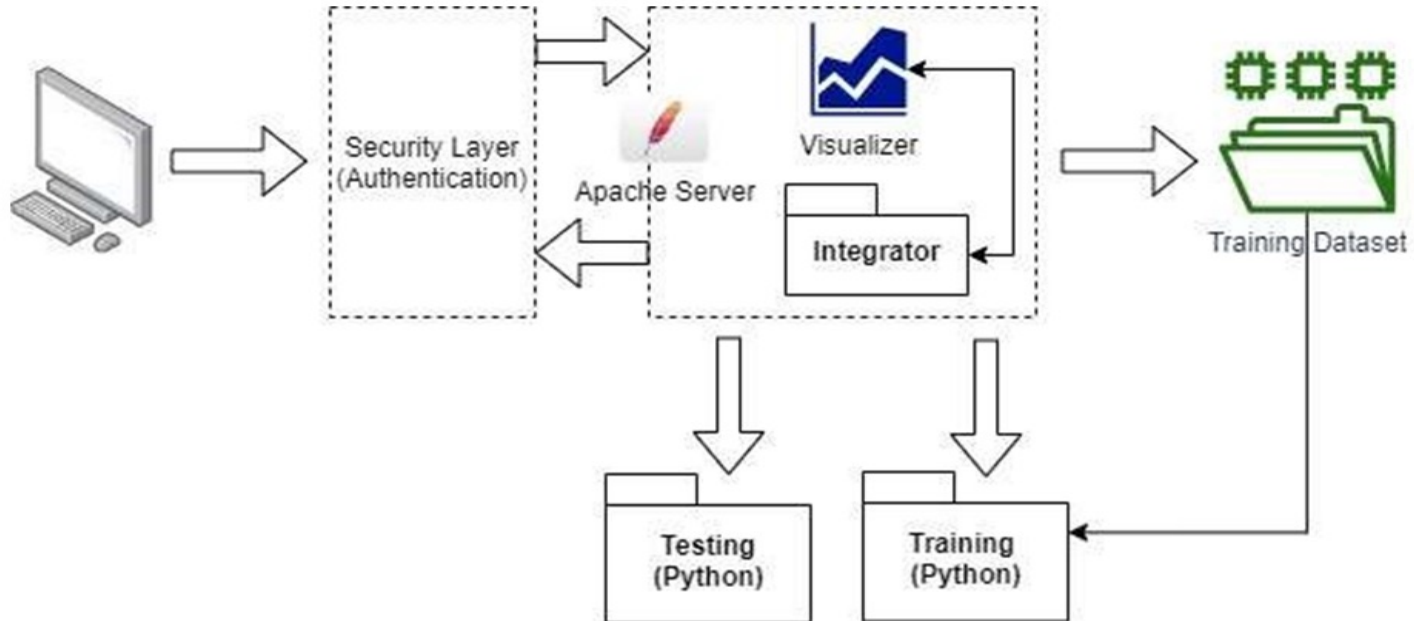 Security Layer
(Authentication)
Apache Server
Visualizer
Integrator
Training Dataset
Testing
(Python)
Training
(Python)